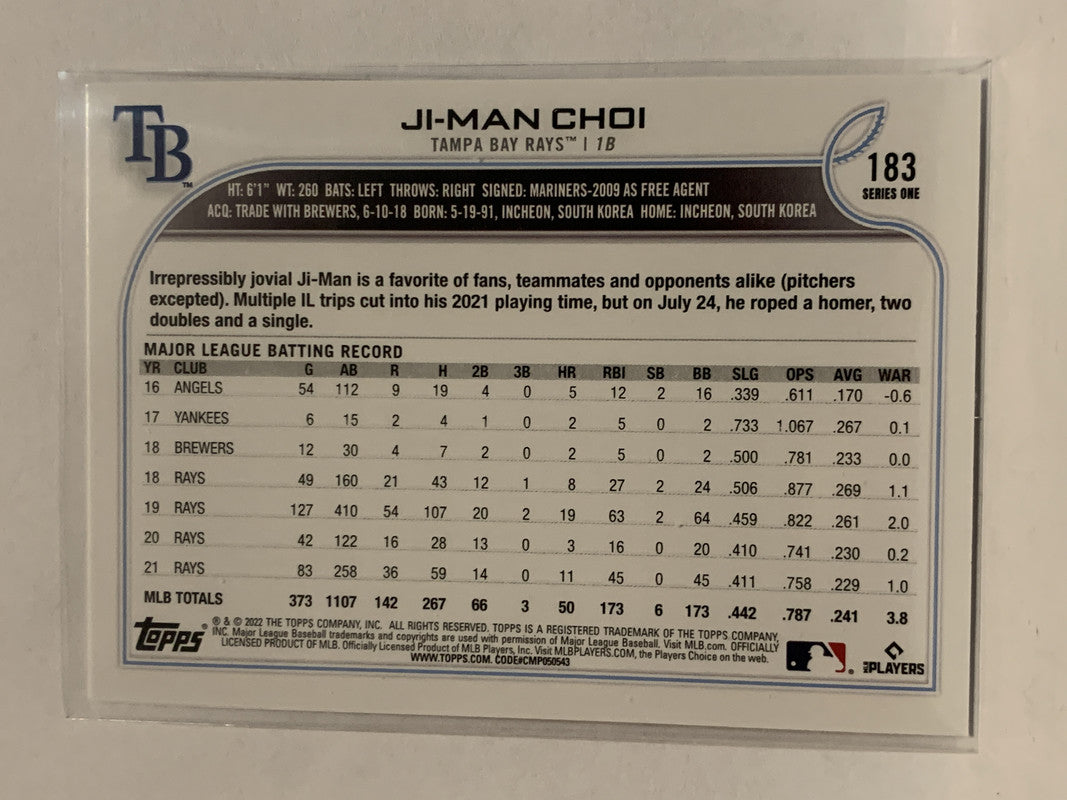 TB™
JI-MAN CHOI
TAMPA BAY RAYS™ | 1B
183
SERIES ONE
HT: 6'1" WT: 260 BATS: LEFT THROWS: RIGHT SIGNED: MARINERS-2009 AS FREE AGENT
ACQ: TRADE WITH BREWERS, 6-10-18 BORN: 5-19-91, INCHEON, SOUTH KOREA HOME: INCHEON, SOUTH KOREA
Irrepressibly jovial Ji-Man is a favorite of fans, teammates and opponents alike (pitchers
excepted). Multiple IL trips cut into his 2021 playing time, but on July 24, he roped a homer, two
doubles and a single.
MAJOR LEAGUE BATTING RECORD
YR CLUB G AB R H 2B 3B HR RBI SB BB SLG OPS AVG WAR
16 ANGELS 54 112 9 19 4 0 5 12 2 16 .339 .611 .170 -0.6
17 YANKEES 6 15 2 4 1 0 2 5 0 2 .733 1.067 .267 0.1
18 BREWERS 12 30 4 7 2 0 2 5 0 2 .500 .781 .233 0.0
18 RAYS 49 160 21 43 12 1 8 27 2 24 .506 .877 .269 1.1
19 RAYS 127 410 54 107 20 2 19 63 2 64 .459 .822 .261 2.0
20 RAYS 42 122 16 28 13 0 3 16 0 20 .410 .741 .230 0.2
21 RAYS 83 258 36 59 14 0 11 45 0 45 .411 .758 .229 1.0
MLB TOTALS 373 1107 142 267 66 3 50 173 6 173 .442 .787 .241 3.8
topps®
® & © 2022 THE TOPPS COMPANY, INC. ALL RIGHTS RESERVED. TOPPS IS A REGISTERED TRADEMARK OF THE TOPPS COMPANY,
INC. Major League Baseball trademarks and copyrights are used with permission of Major League Baseball. Visit MLB.com. OFFICIALLY
LICENSED PRODUCT OF MLB. Officially Licensed Product of MLB Players, Inc. Visit MLBPLAYERS.COM, the Players Choice on the web.
WWW.TOPPS.COM. CODE#CMP050543
MLB PLAYERS